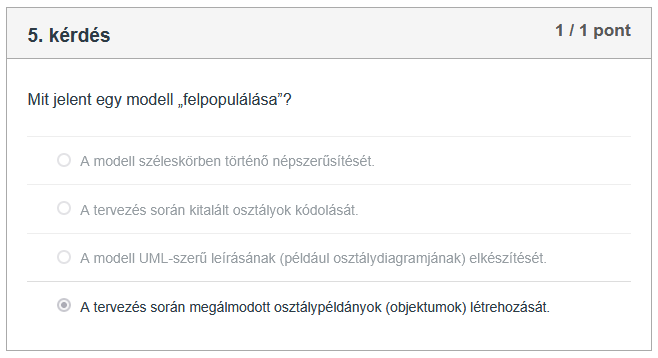 5. kérdés
1 / 1 pont
Mit jelent egy modell „felpopulálása”?
A modell széleskörben történő népszerűsítését.
A tervezés során kitalált osztályok kódolását.
A modell UML-szerű leírásának (például osztálydiagramjának) elkészítését.
A tervezés során megálmodott osztálypéldányok (objektumok) létrehozását.